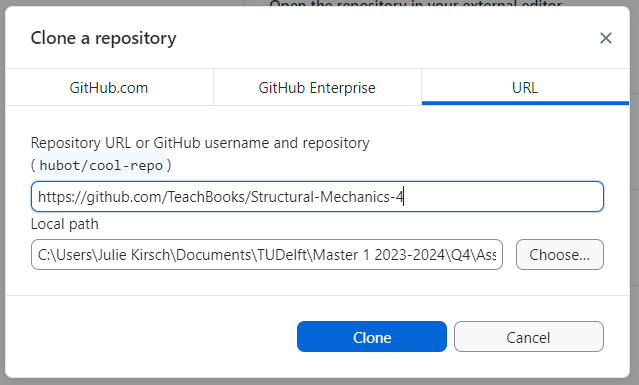 Open the repository in your external editor
Clone a repository
GitHub.com
GitHub Enterprise
URL
Repository URL or GitHub username and repository
(hubot/cool-repo)
https://github.com/TeachBooks/Structural-Mechanics-4
Local path
C:\Users\Julie Kirsch\Documents\TUDelft\Master 1 2023-2024\Q4\Ass
Choose...
Clone
Cancel